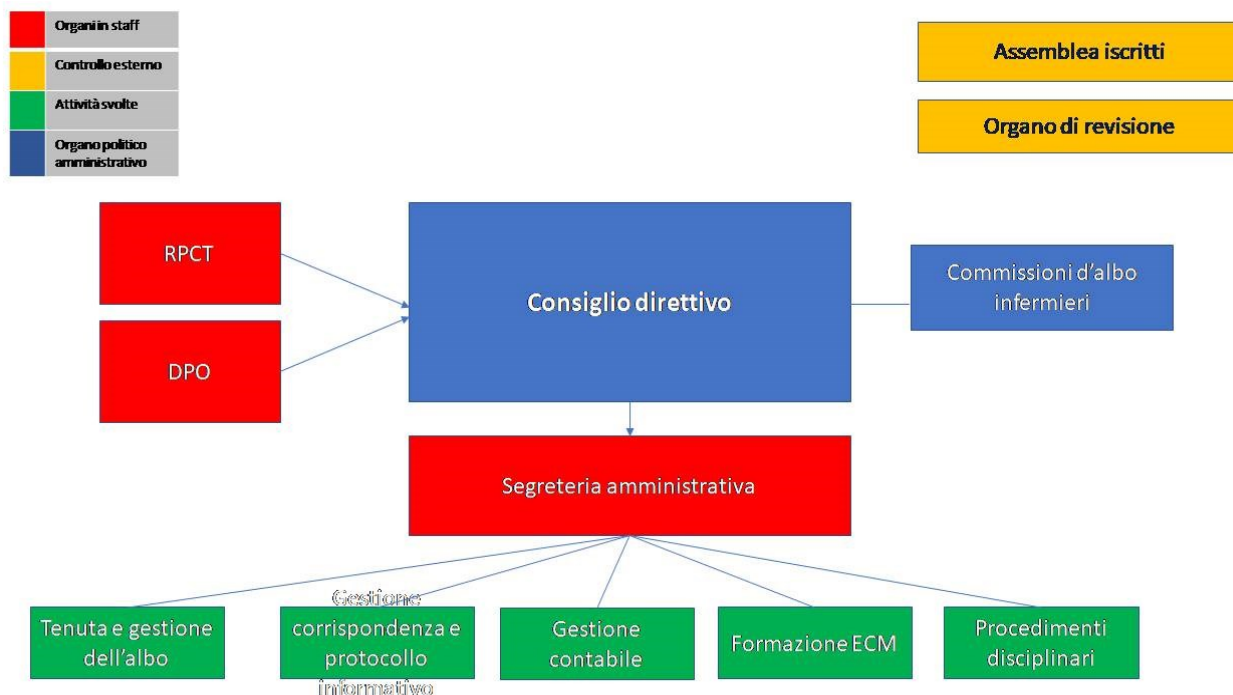 Organi in staff
Controllo esterno
Attività svolte
Organo politico
amministrativo
Assemblea iscritti
Organo di revisione
RPCT
DPO
Consiglio direttivo
Commissioni d'albo
infermieri
Segreteria amministrativa
Tenuta e gestione
dell'albo
Gestione
corrispondenza e
protocollo
informativo
Gestione
contabile
Formazione ECM
Procedimenti
disciplinari